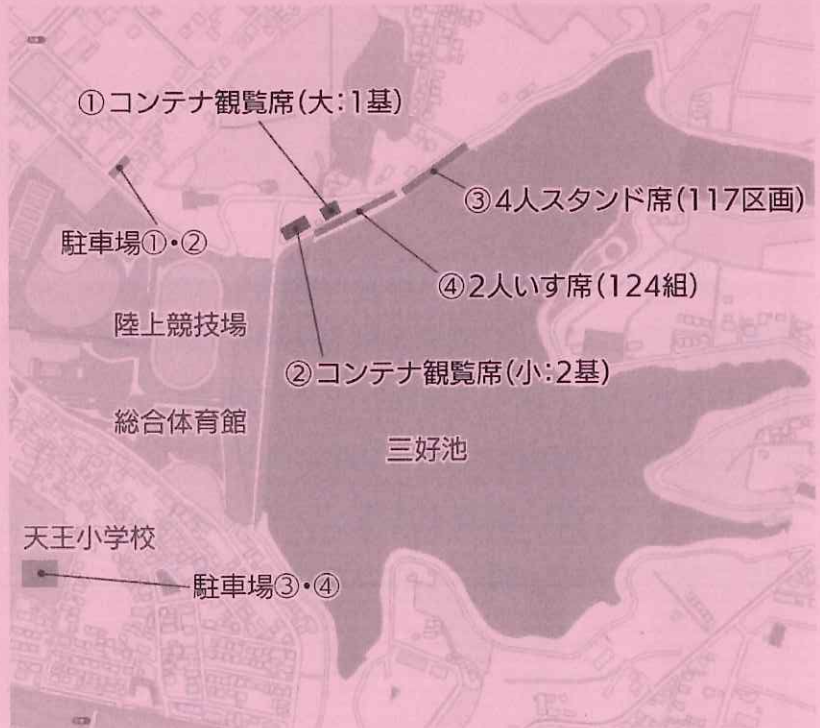 ①コンテナ観覧席(大:1基)
③4人スタンド席(117区画)
駐車場①・②
④2人いす席(124組)
陸上競技場
②コンテナ観覧席(小:2基)
総合体育館
三好池
天王小学校
駐車場③・④